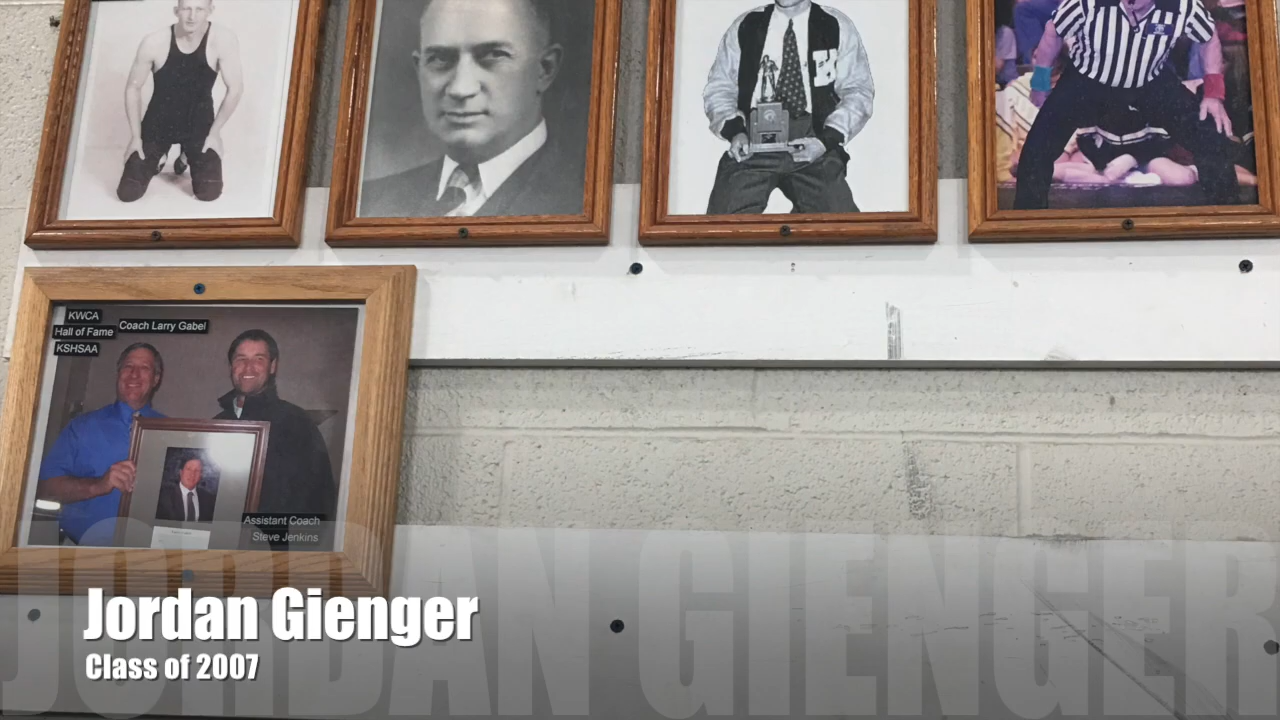 KWCA
Hall of Fame
KSHSAA
Coach Larry Gabel
Assistant Coach
Steve Jenkins
JORDAN GIENGER
Jordan Gienger
Class of 2007